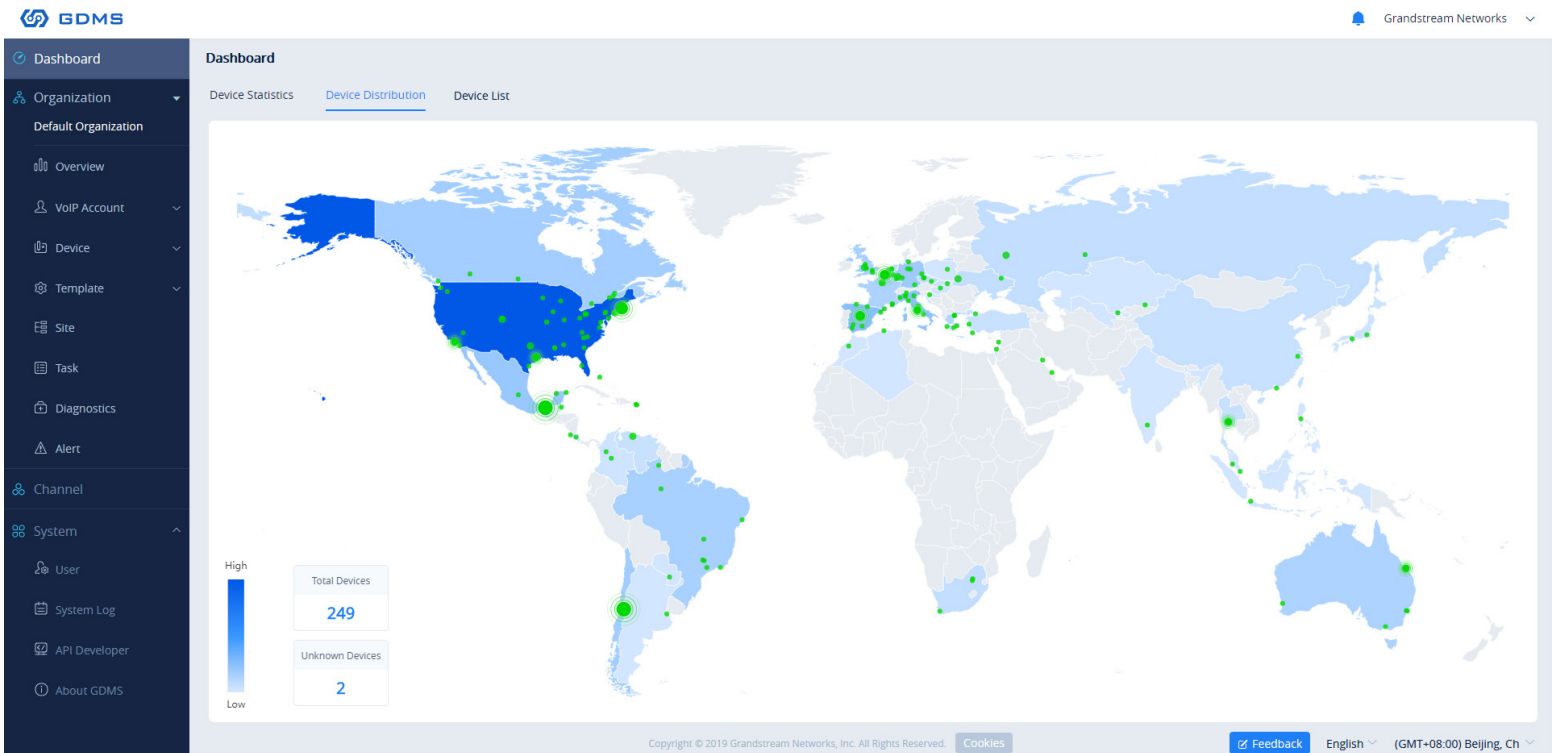 GDMS
Grandstream Networks
Dashboard
Organization
Default Organization
Overview
VoIP Account
Device
Template
Site
Task
Diagnostics
Alert
Channel
System
User
System Log
API Developer
About GDMS
Dashboard
Device Statistics Device Distribution Device List
High
Low
Total Devices
249
Unknown Devices
2
Copyright © 2019 Grandstream Networks, Inc. All Rights Reserved. Cookies
Feedback English (GMT+08:00) Beijing, Ch